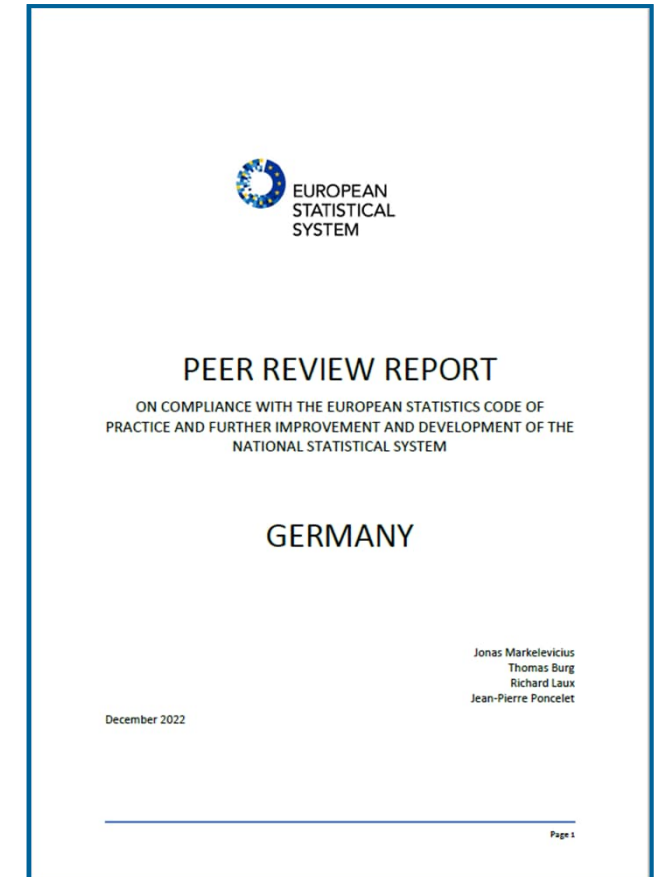 EUROPEAN
STATISTICAL
SYSTEM
PEER REVIEW REPORT
ON COMPLIANCE WITH THE EUROPEAN STATISTICS CODE OF
PRACTICE AND FURTHER IMPROVEMENT AND DEVELOPMENT OF THE
NATIONAL STATISTICAL SYSTEM
GERMANY
Jonas Markelevicius
Thomas Burg
Richard Laux
Jean-Pierre Poncelet
December 2022
Page 1